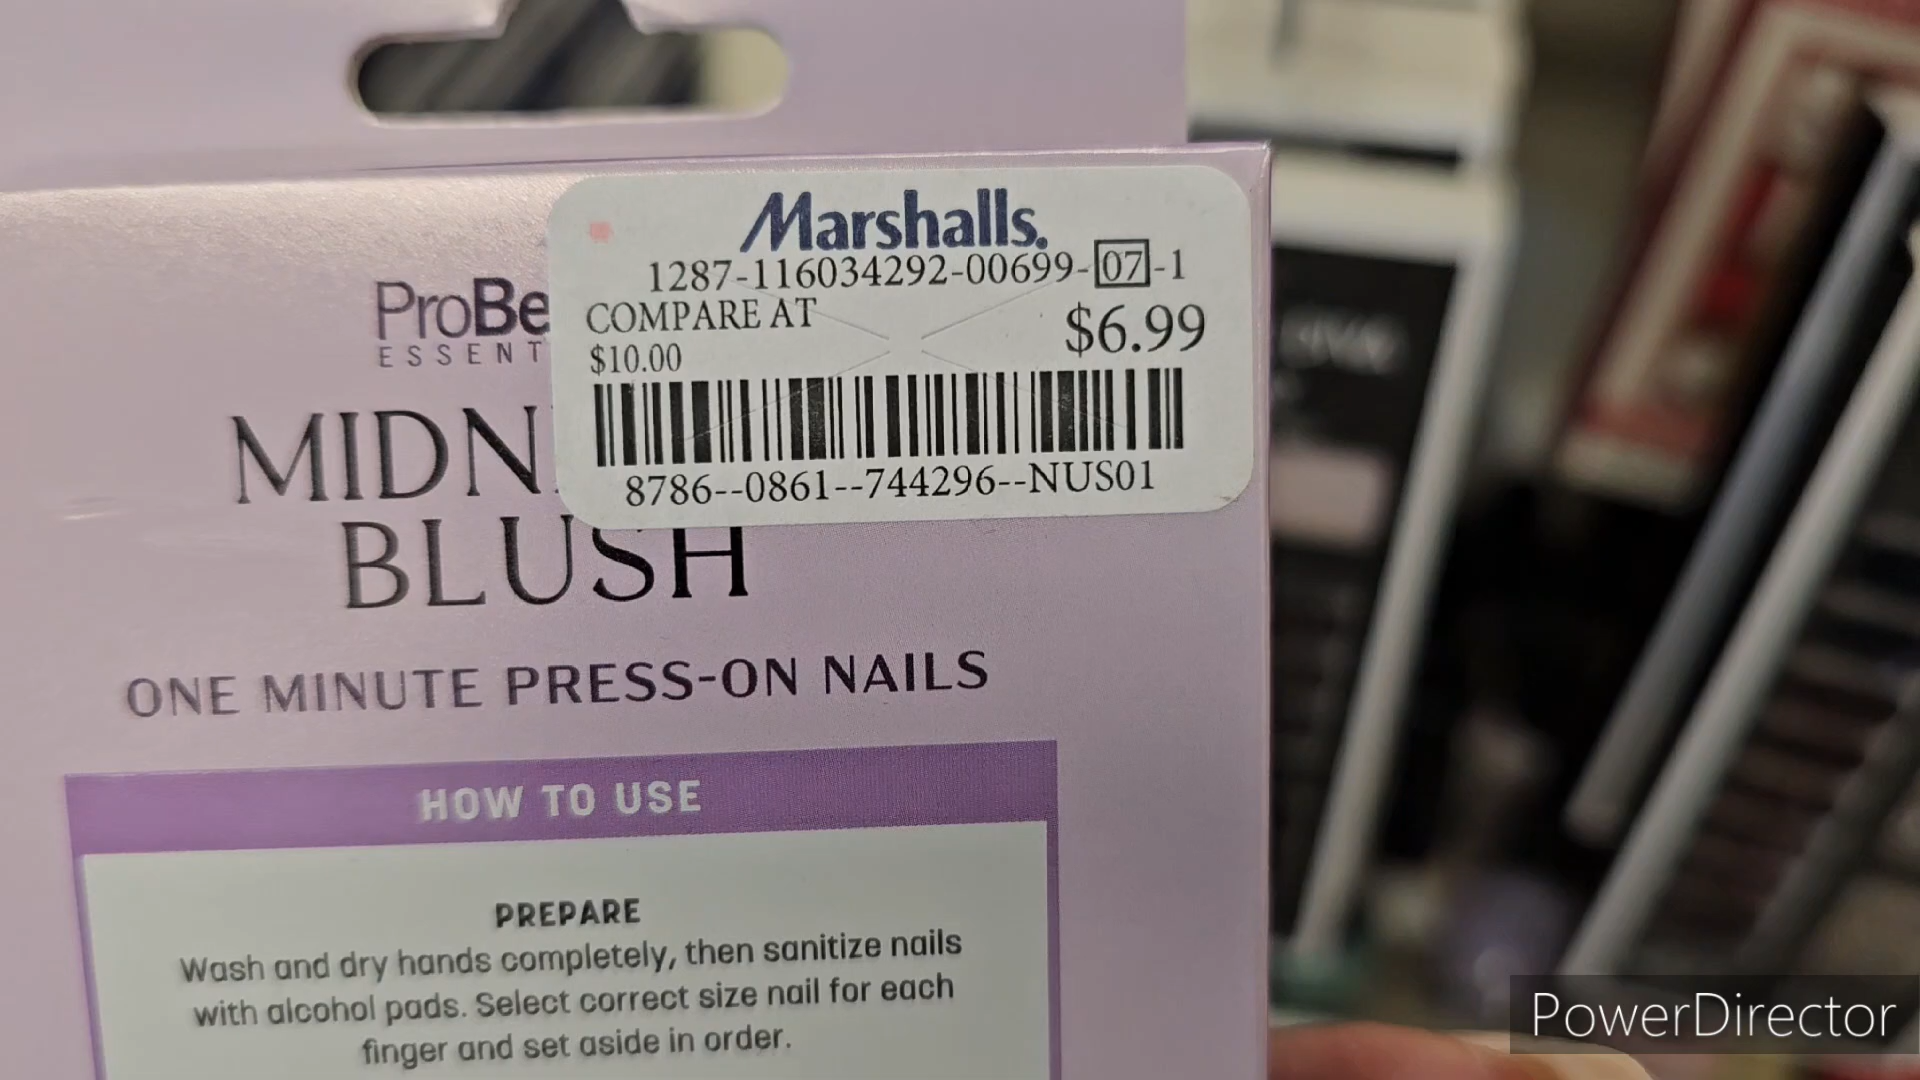 Marshalls.
1287-116034292-00699-07-1
COMPARE AT
$10.00
$6.99
8786--0861--744296--NUS01
ProBe
ESSENT
MIDN
BLUSH
ONE MINUTE PRESS-ON NAILS
HOW TO USE
PREPARE
Wash and dry hands completely, then sanitize nails
with alcohol pads. Select correct size nail for each
finger and set aside in order.
PowerDirector